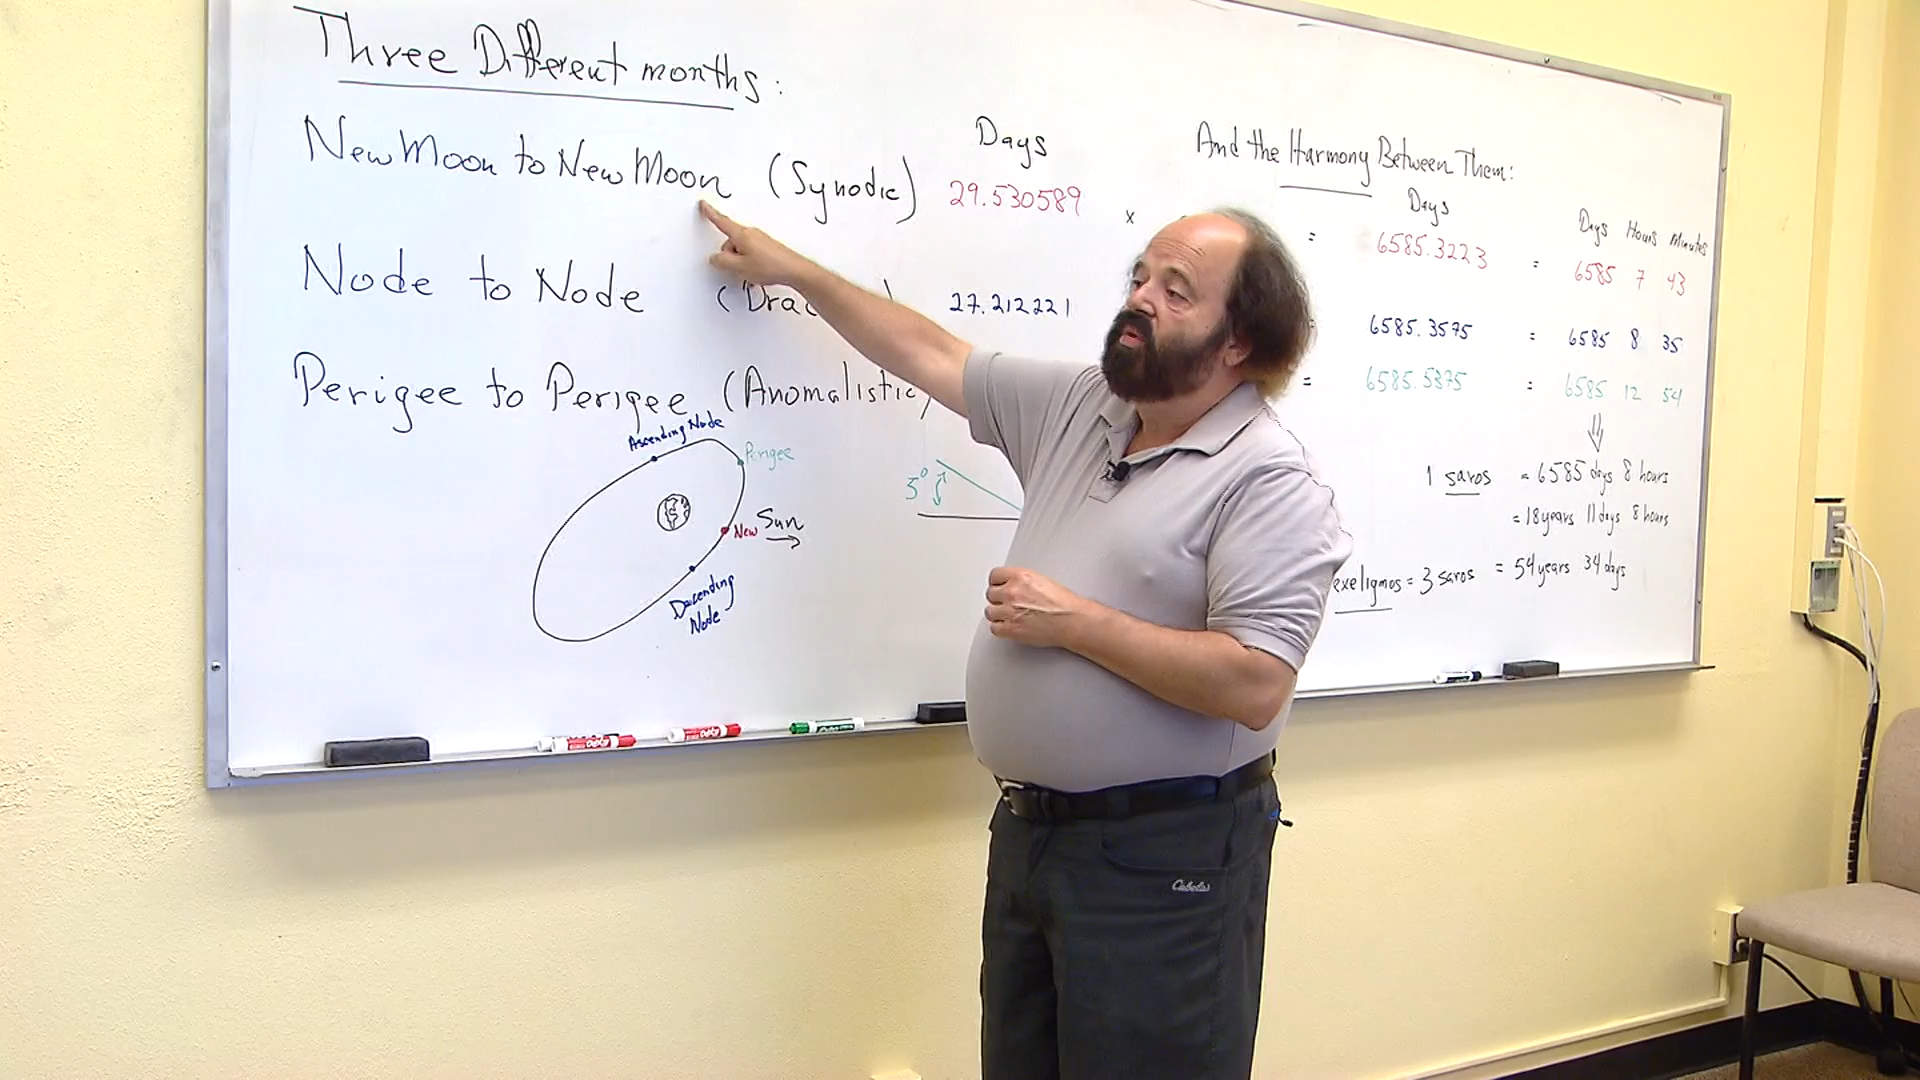 Three Different months:
New Moon to New Moon (Synodic)
Days
29.530589 x
Node to Node
27.212221
Perigee to Perigee (Anomalistic
Ascending Node
Perigee
New Sun
Descending
Node
5°
And the Harmony Between Them:
Days
Days Hours Minutes
= 6585.3223 = 6585 7 43
= 6585.3575 = 6585 8 35
= 6585.5375 = 6585 12 54
1 saros = 6585 days 8 hours
= 18 years 11 days 8 hours
exeligmos = 3 saros = 54 years 34 days
Cabelas